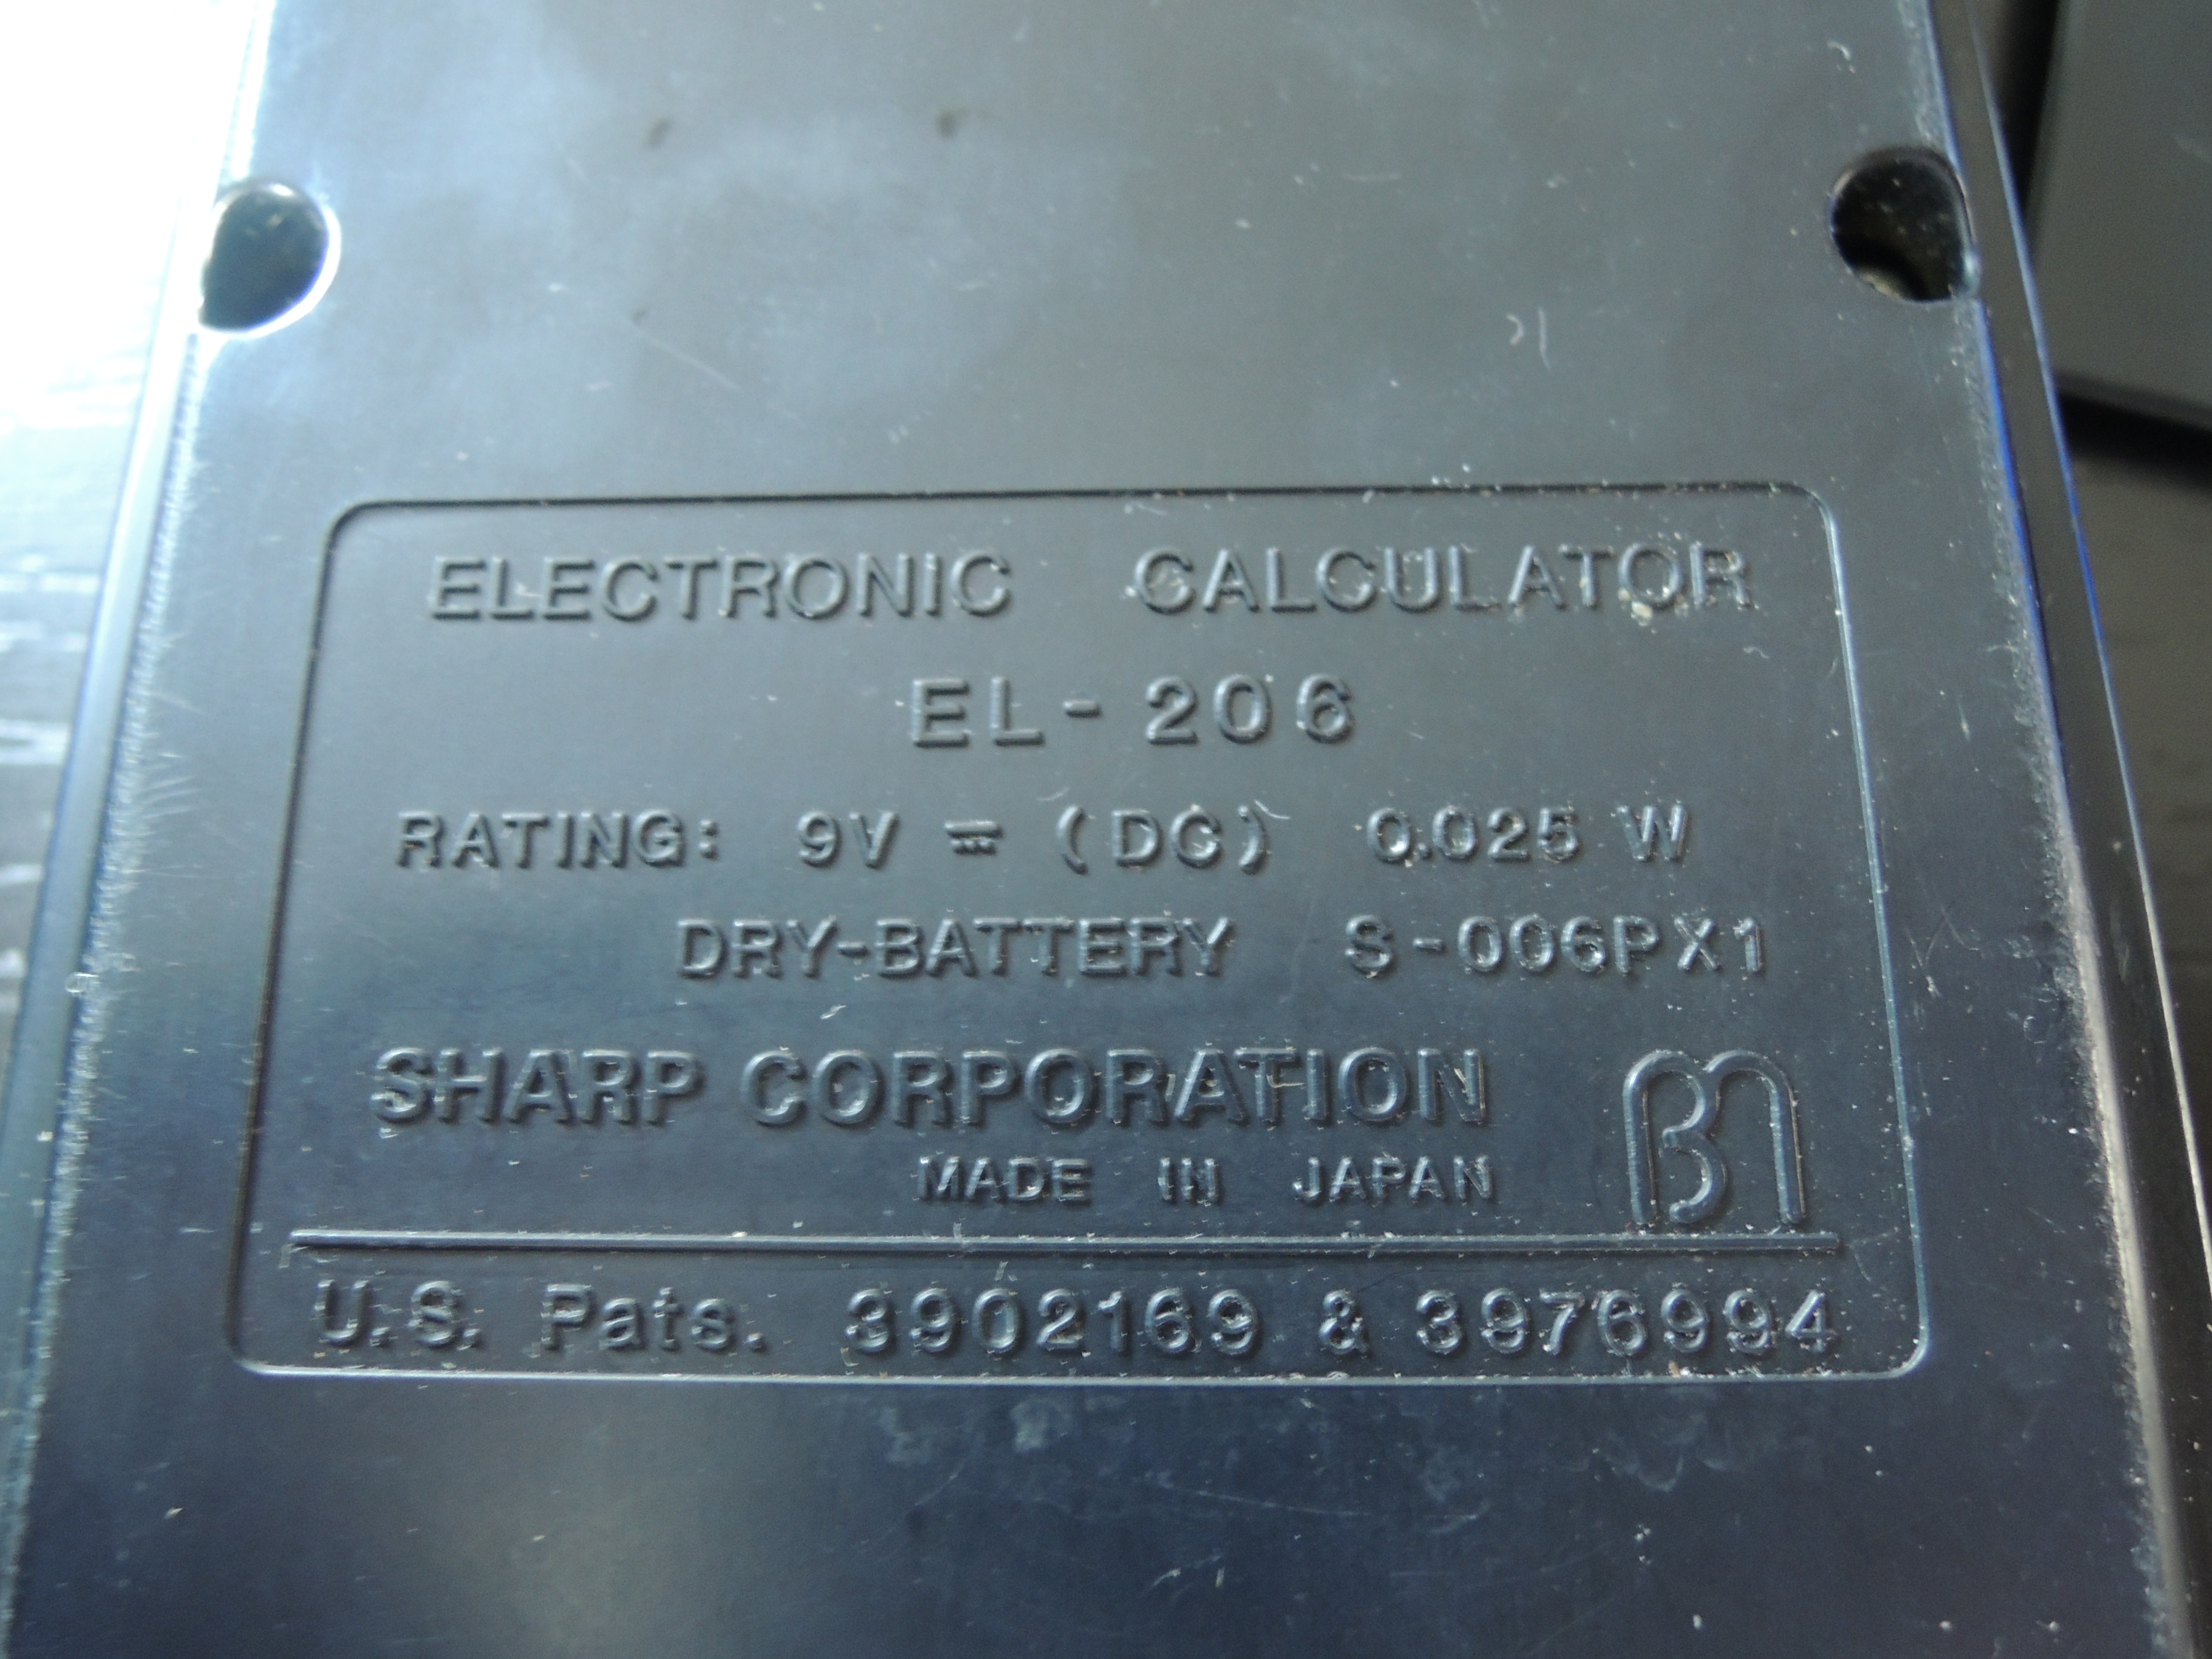 ELECTRONIC CALCULATOR
EL-206
RATING: 9V ⎓ (DC) 0.025 W
DRY-BATTERY S-006PX1
SHARP CORPORATION
MADE IN JAPAN
U.S. Pats. 3902169 & 3976994